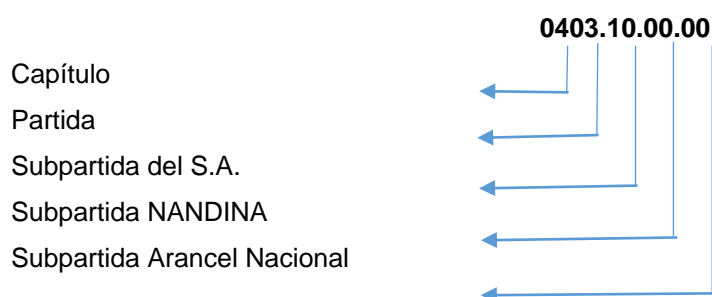 0403.10.00.00
Capítulo
Partida
Subpartida del S.A.
Subpartida NANDINA
Subpartida Arancel Nacional